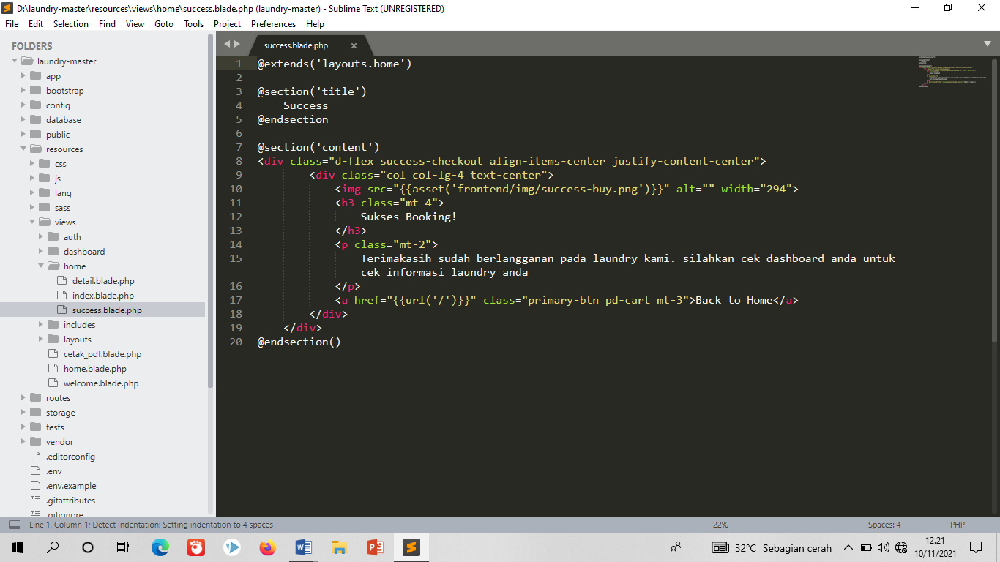 D:\laundry-master\resources\views\home\success.blade.php (laundry-master) - Sublime Text (UNREGISTERED)
File Edit Selection Find View Goto Tools Project Preferences Help
FOLDERS
laundry-master
app
bootstrap
config
database
public
resources
css
js
lang
sass
views
auth
dashboard
home
detail.blade.php
index.blade.php
success.blade.php
includes
layouts
cetak_pdf.blade.php
home.blade.php
welcome.blade.php
routes
storage
tests
vendor
.editorconfig
.env
.env.example
.gitattributes
.gitignore
success.blade.php
1 @extends('layouts.home')
2
3 @section('title')
4 Success
5 @endsection
6
7 @section('content')
8 <div class="d-flex success-checkout align-items-center justify-content-center">
9 <div class="col col-lg-4 text-center">
10 <img src="{{asset('frontend/img/success-buy.png')}}" alt="" width="294">
11 <h3 class="mt-4">
12 Sukses Booking!
13 </h3>
14 <p class="mt-2">
15 Terimakasih sudah berlangganan pada laundry kami. silahkan cek dashboard anda untuk
cek informasi laundry anda
16 </p>
17 <a href="{{url('/')}}" class="primary-btn pd-cart mt-3">Back to Home</a>
18 </div>
19 </div>
20 @endsection()
Line 1, Column 1; Detect Indentation: Setting indentation to 4 spaces 22% Spaces: 4 PHP
32°C Sebagian cerah
12.21
10/11/2021